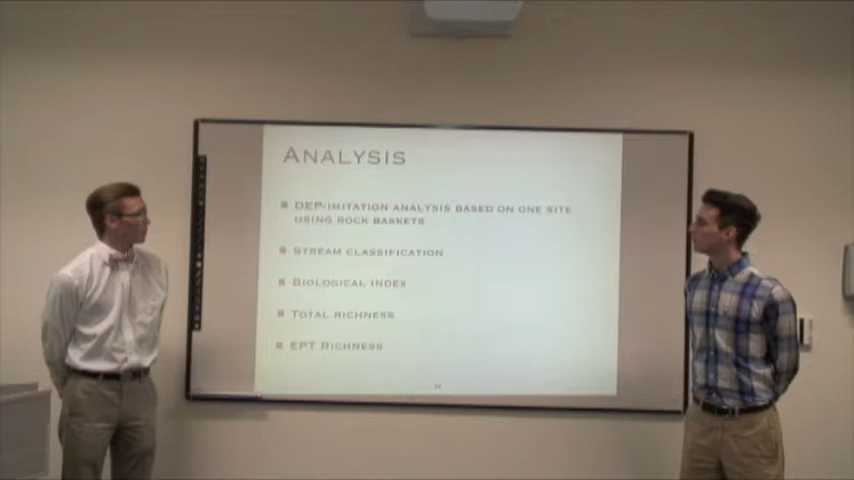 ANALYSIS
DEP-IMITATION ANALYSIS BASED ON ONE SITE
USING ROCK BASKETS
STREAM CLASSIFICATION
BIOLOGICAL INDEX
TOTAL RICHNESS
EPT RICHNESS